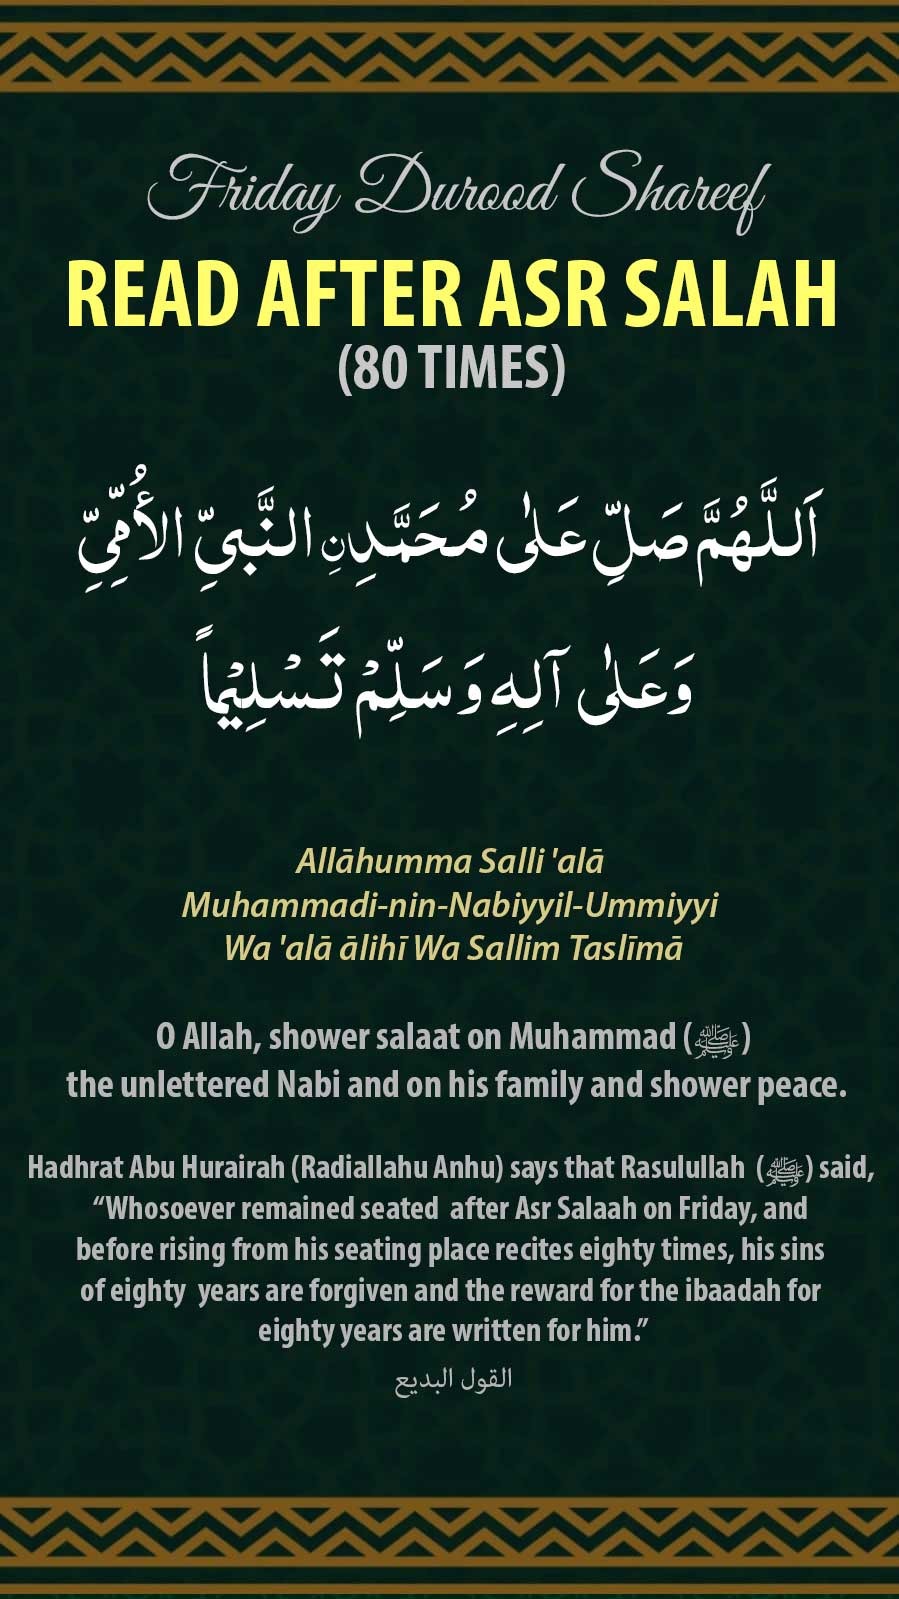 Friday Durood Shareef
READ AFTER ASR SALAH
(80 TIMES)
اَللَّهُمَّ صَلِّ عَلٰى مُحَمَّدِنِ النَّبِيِّ الأُمِّيِّ
وَعَلٰى آلِهِ وَسَلِّمْ تَسْلِيْماً
Allāhumma Salli 'alā
Muhammadi-nin-Nabiyyil-Ummiyyi
Wa 'alā ālihī Wa Sallim Taslīmā
O Allah, shower salaat on Muhammad (ﷺ)
the unlettered Nabi and on his family and shower peace.
Hadhrat Abu Hurairah (Radiallahu Anhu) says that Rasulullah (ﷺ) said,
“Whosoever remained seated after Asr Salaah on Friday, and
before rising from his seating place recites eighty times, his sins
of eighty years are forgiven and the reward for the ibaadah for
eighty years are written for him.”
القول البديع